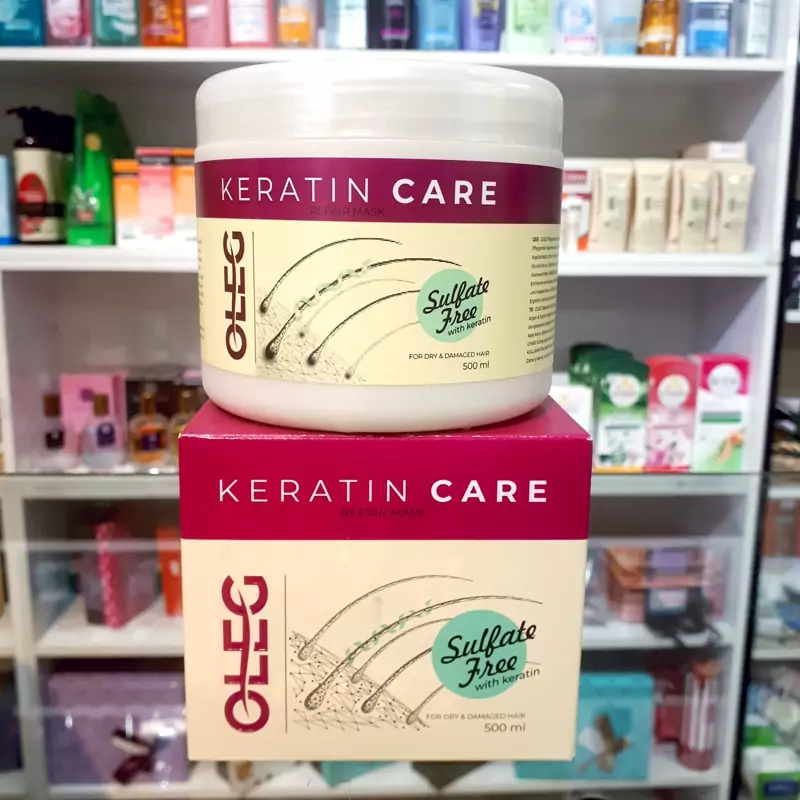 KERATIN CARE
REPAIR MASK
OLEG
Sulfate
Free
with keratin
FOR DRY & DAMAGED HAIR
500 ml
KERATIN CARE
REPAIR MASK
OLEG
Sulfate
Free
with keratin
FOR DRY & DAMAGED HAIR
500 ml